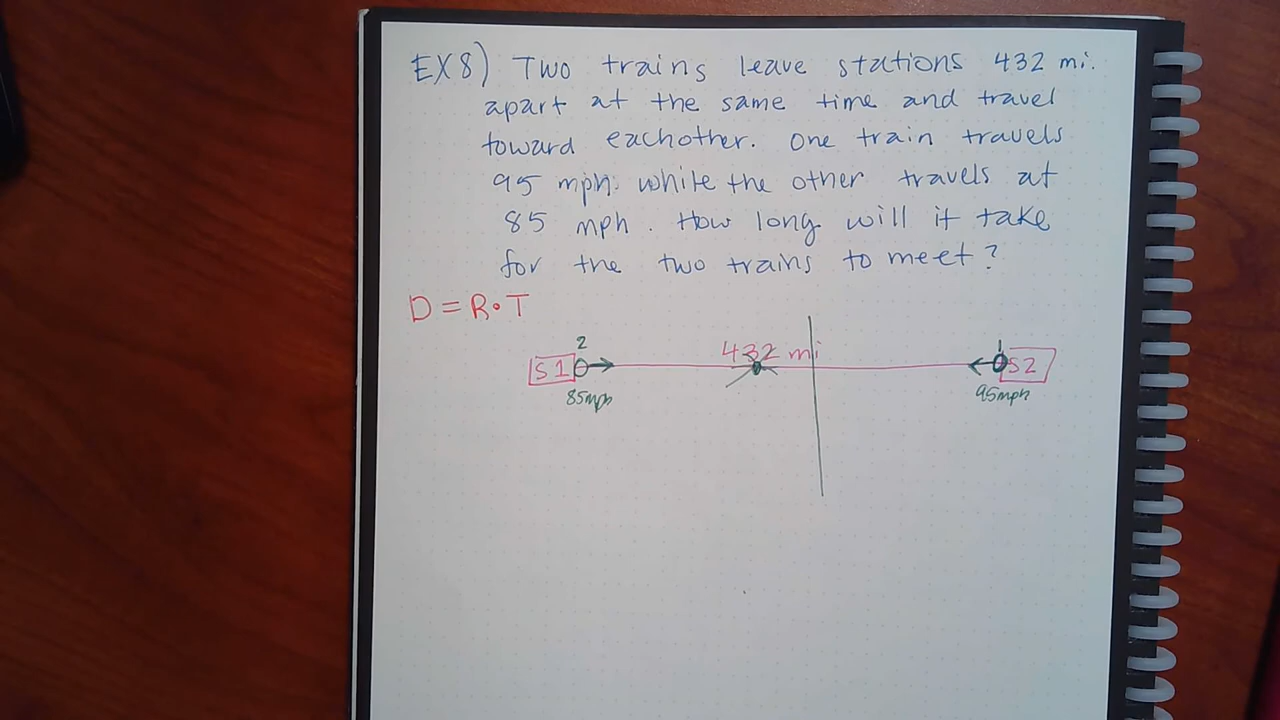 EX8) Two trains leave stations 432 mi.
apart at the same time and travel
toward eachother. One train travels
95 mph. while the other travels at
85 mph. How long will it take
for the two trains to meet?
D = R•T
2
432 mi
1
S1
S2
85mph
95mph